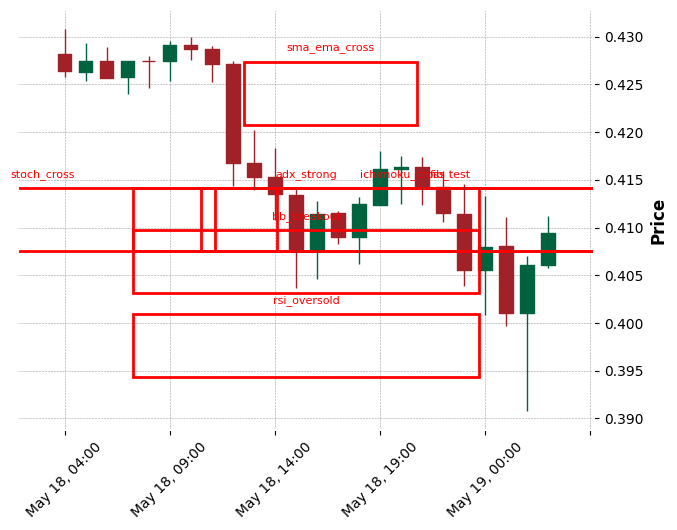 sma_ema_cross
stoch_cross
adx_strong
rsi_oversold
0.430
0.425
0.420
0.415
0.410
0.405
0.400
0.395
0.390
Price
May 18, 04:00
May 18, 09:00
May 18, 14:00
May 18, 19:00
May 19, 00:00